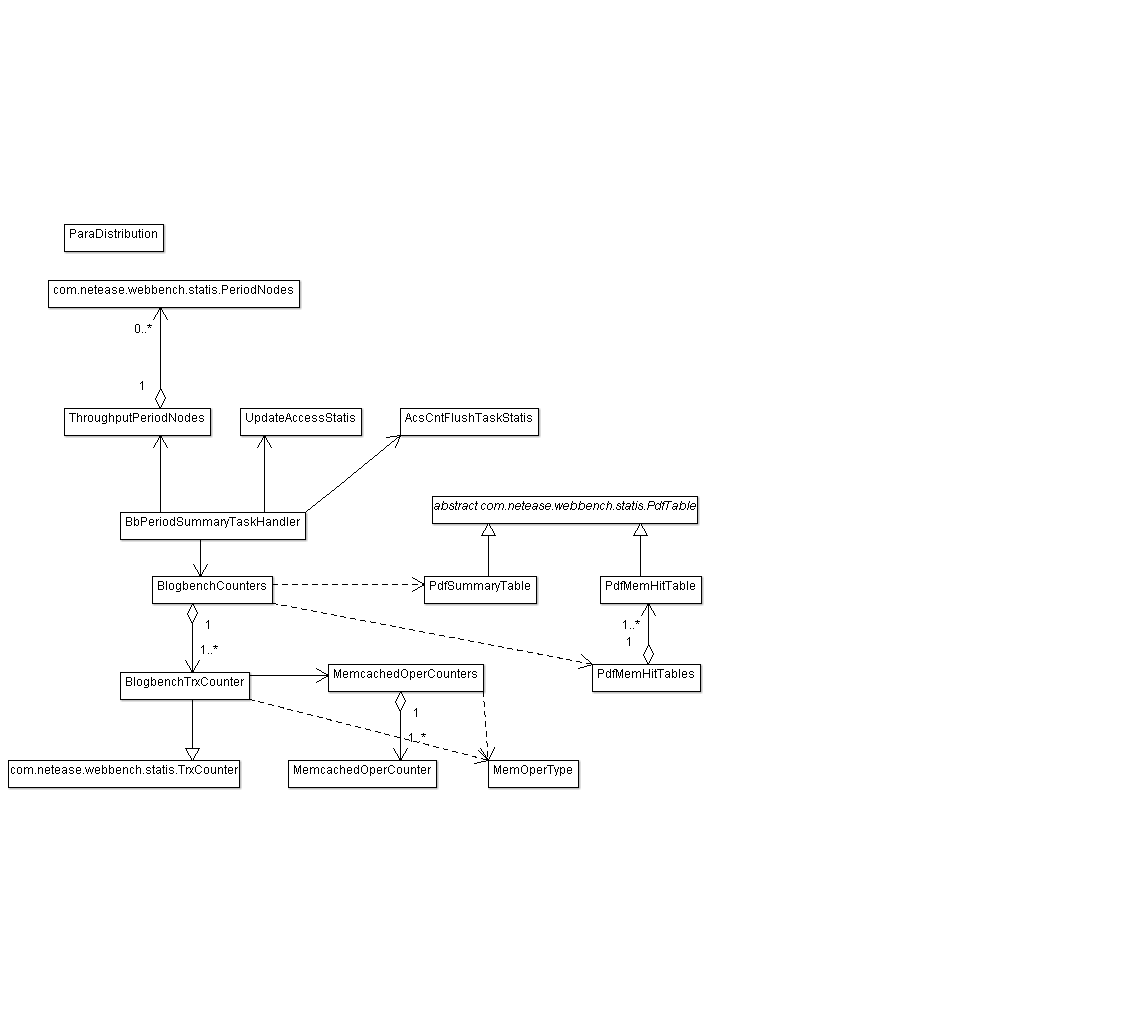 ParaDistribution
com.netease.webbench.statis.PeriodNodes
0..*
1
ThroughputPeriodNodes
UpdateAccessStatis
AcsCntFlushTaskStatis
abstract com.netease.webbench.statis.PdfTable
BbPeriodSummaryTaskHandler
BlogbenchCounters
PdfSummaryTable
PdfMemHitTable
1
1..*
1..*
1
BlogbenchTrxCounter
MemcachedOperCounters
PdfMemHitTables
1
1..*
com.netease.webbench.statis.TrxCounter
MemcachedOperCounter
MemOperType